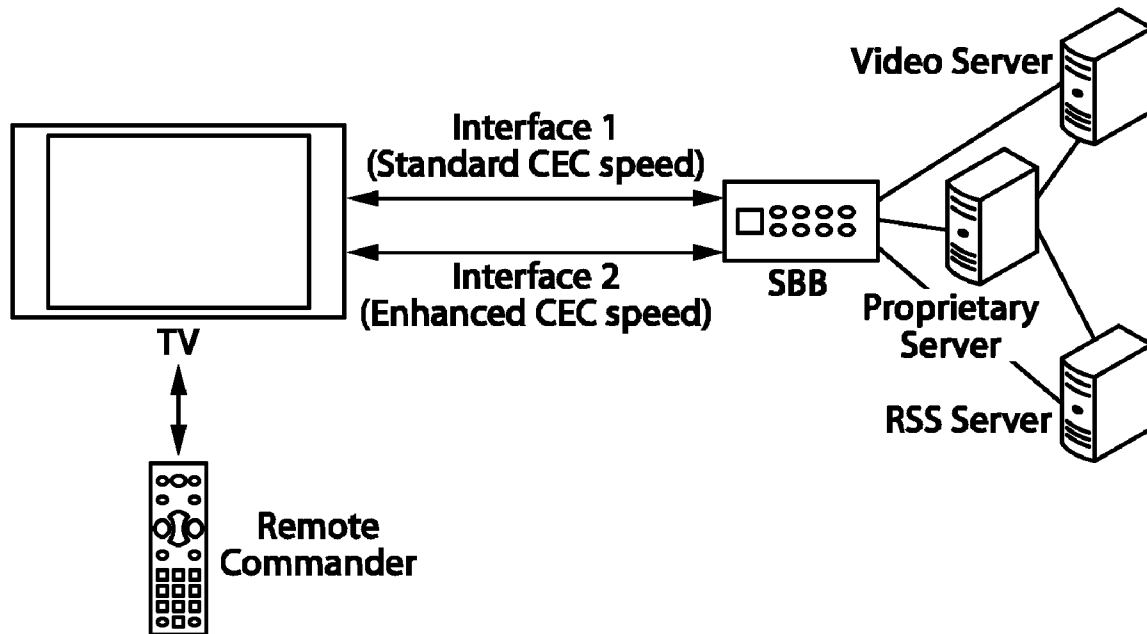 Video Server
Interface 1
(Standard CEC speed)
Interface 2
(Enhanced CEC speed)
SBB
Proprietary
Server
TV
RSS Server
Remote
Commander